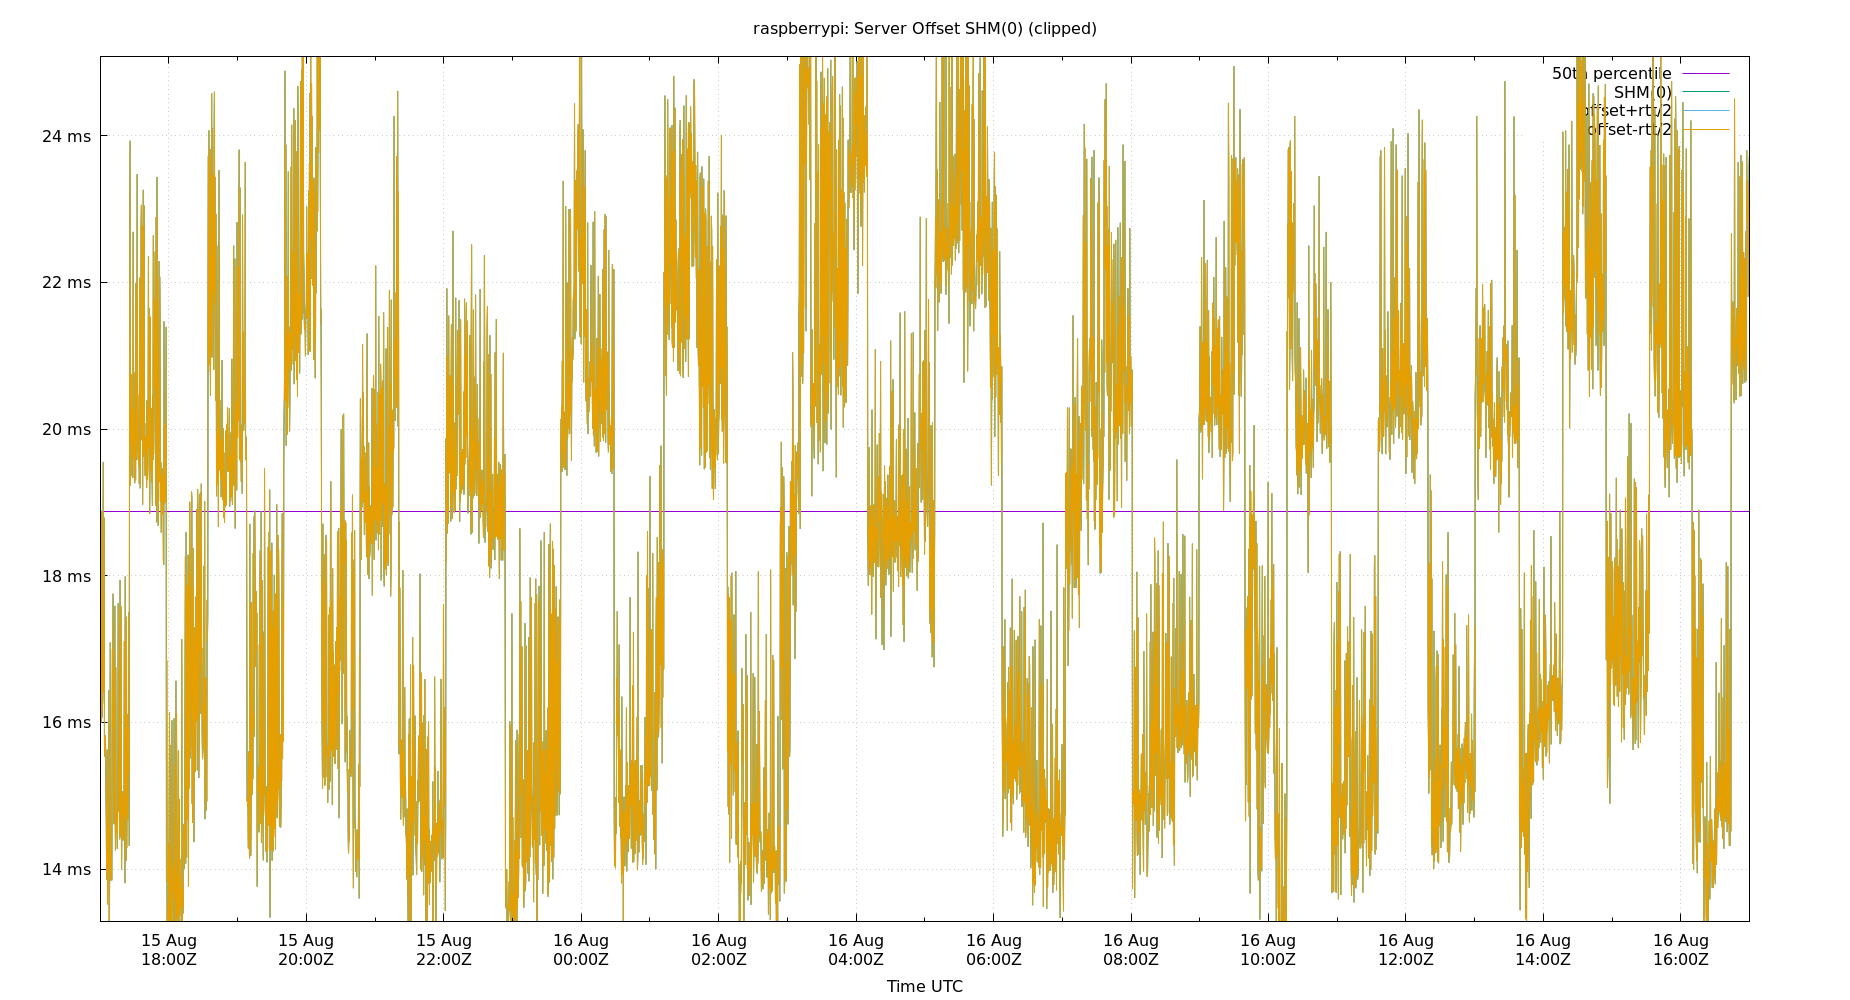 raspberrypi: Server Offset SHM(0) (clipped)
50th percentile
SHM(0)
offset+rtt/2
offset-rtt/2
24 ms
22 ms
20 ms
18 ms
16 ms
14 ms
15 Aug 15 Aug 15 Aug 16 Aug 16 Aug 16 Aug 16 Aug 16 Aug 16 Aug 16 Aug 16 Aug 16 Aug
18:00Z 20:00Z 22:00Z 00:00Z 02:00Z 04:00Z 06:00Z 08:00Z 10:00Z 12:00Z 14:00Z 16:00Z
Time UTC